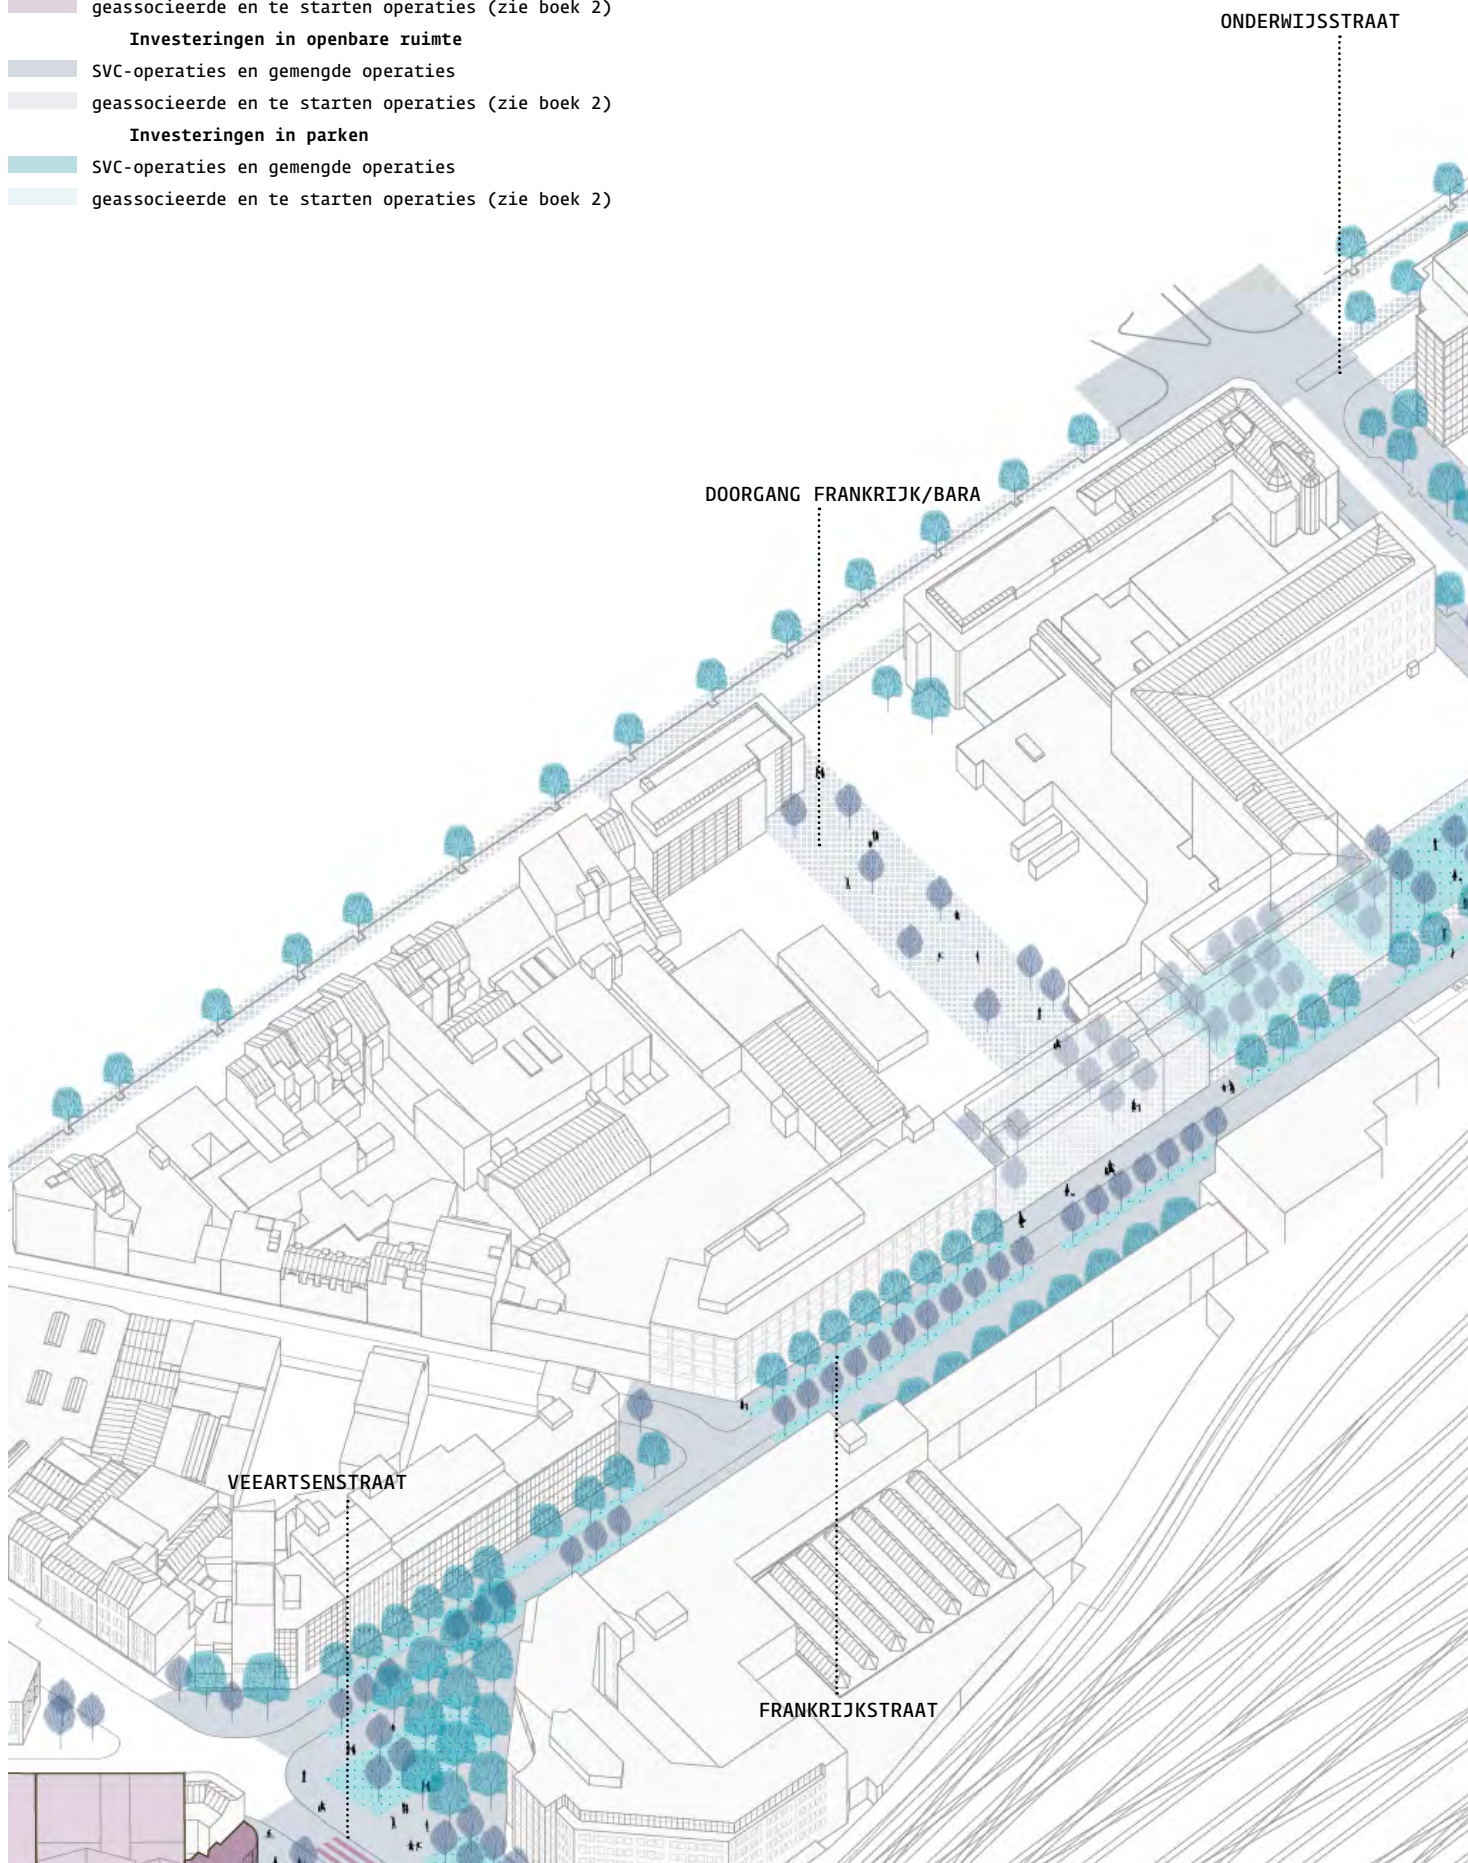 geassocieerde en te starten operaties (zie boek 2)
Investeringen in openbare ruimte
SVC-operaties en gemengde operaties
geassocieerde en te starten operaties (zie boek 2)
Investeringen in parken
SVC-operaties en gemengde operaties
geassocieerde en te starten operaties (zie boek 2)
ONDERWIJSSTRAAT
DOORGANG FRANKRIJK/BARA
VEEARTSENSTRAAT
FRANKRIJKSTRAAT